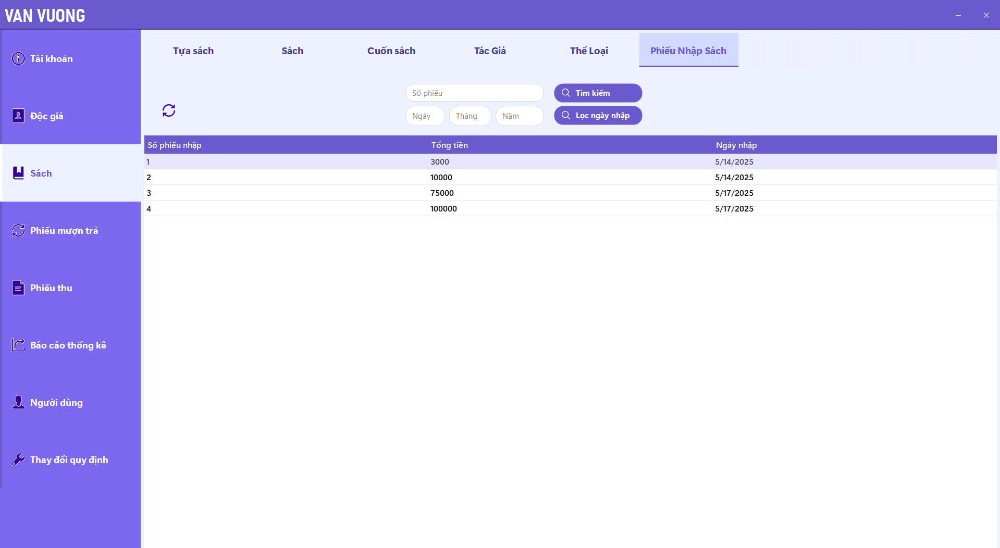 VAN VUONG
Tài khoản
Độc giả
Sách
Phiếu mượn trả
Phiếu thu
Báo cáo thống kê
Người dùng
Thay đổi quy định
Tựa sách Sách Cuốn sách Tác Giả Thể Loại Phiếu Nhập Sách
Số phiếu Tìm kiếm
Ngày Tháng Năm Lọc ngày nhập
Số phiếu nhập Tổng tiền Ngày nhập
1 3000 5/14/2025
2 10000 5/14/2025
3 75000 5/17/2025
4 100000 5/17/2025